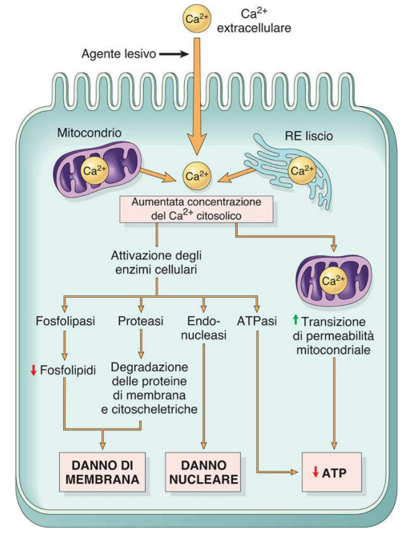 Ca2+
Ca2+
extracellulare
Agente lesivo
Mitocondrio
RE liscio
Ca2+
Ca2+
Ca2+
Aumentata concentrazione
del Ca2+ citosolico
Attivazione degli
enzimi cellulari
Ca2+
Fosfolipasi
Proteasi
Endo-
nucleasi
ATPasi
↑ Transizione
di permeabilità
mitocondriale
↓ Fosfolipidi
Degradazione
delle proteine
di membrana
e citoscheletriche
DANNO DI
MEMBRANA
DANNO
NUCLEARE
↓ ATP